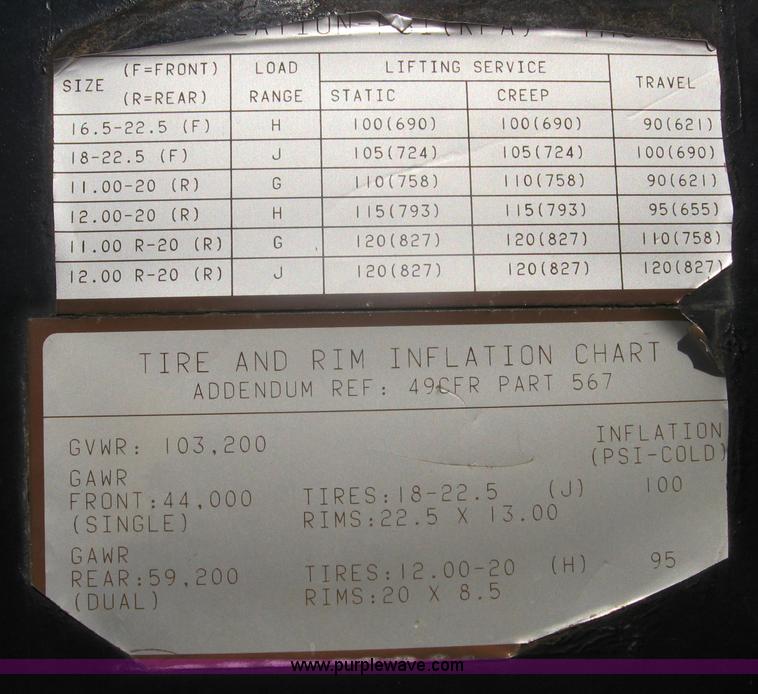 SIZE (F=FRONT) (R=REAR) LOAD RANGE LIFTING SERVICE STATIC CREEP TRAVEL
16.5-22.5 (F) H 100(690) 100(690) 90(621)
18-22.5 (F) J 105(724) 105(724) 100(690)
11.00-20 (R) G 110(758) 110(758) 90(621)
12.00-20 (R) H 115(793) 115(793) 95(655)
11.00 R-20 (R) G 120(827) 120(827) 110(758)
12.00 R-20 (R) J 120(827) 120(827) 120(827)
TIRE AND RIM INFLATION CHART
ADDENDUM REF: 49CFR PART 567
INFLATION
GVWR: 103,200
(PSI-COLD)
GAWR
FRONT:44,000 TIRES:18-22.5 (J) 100
(SINGLE) RIMS:22.5 X 13.00
GAWR
REAR:59,200 TIRES:12.00-20 (H) 95
(DUAL) RIMS:20 X 8.5
www.purplewave.com